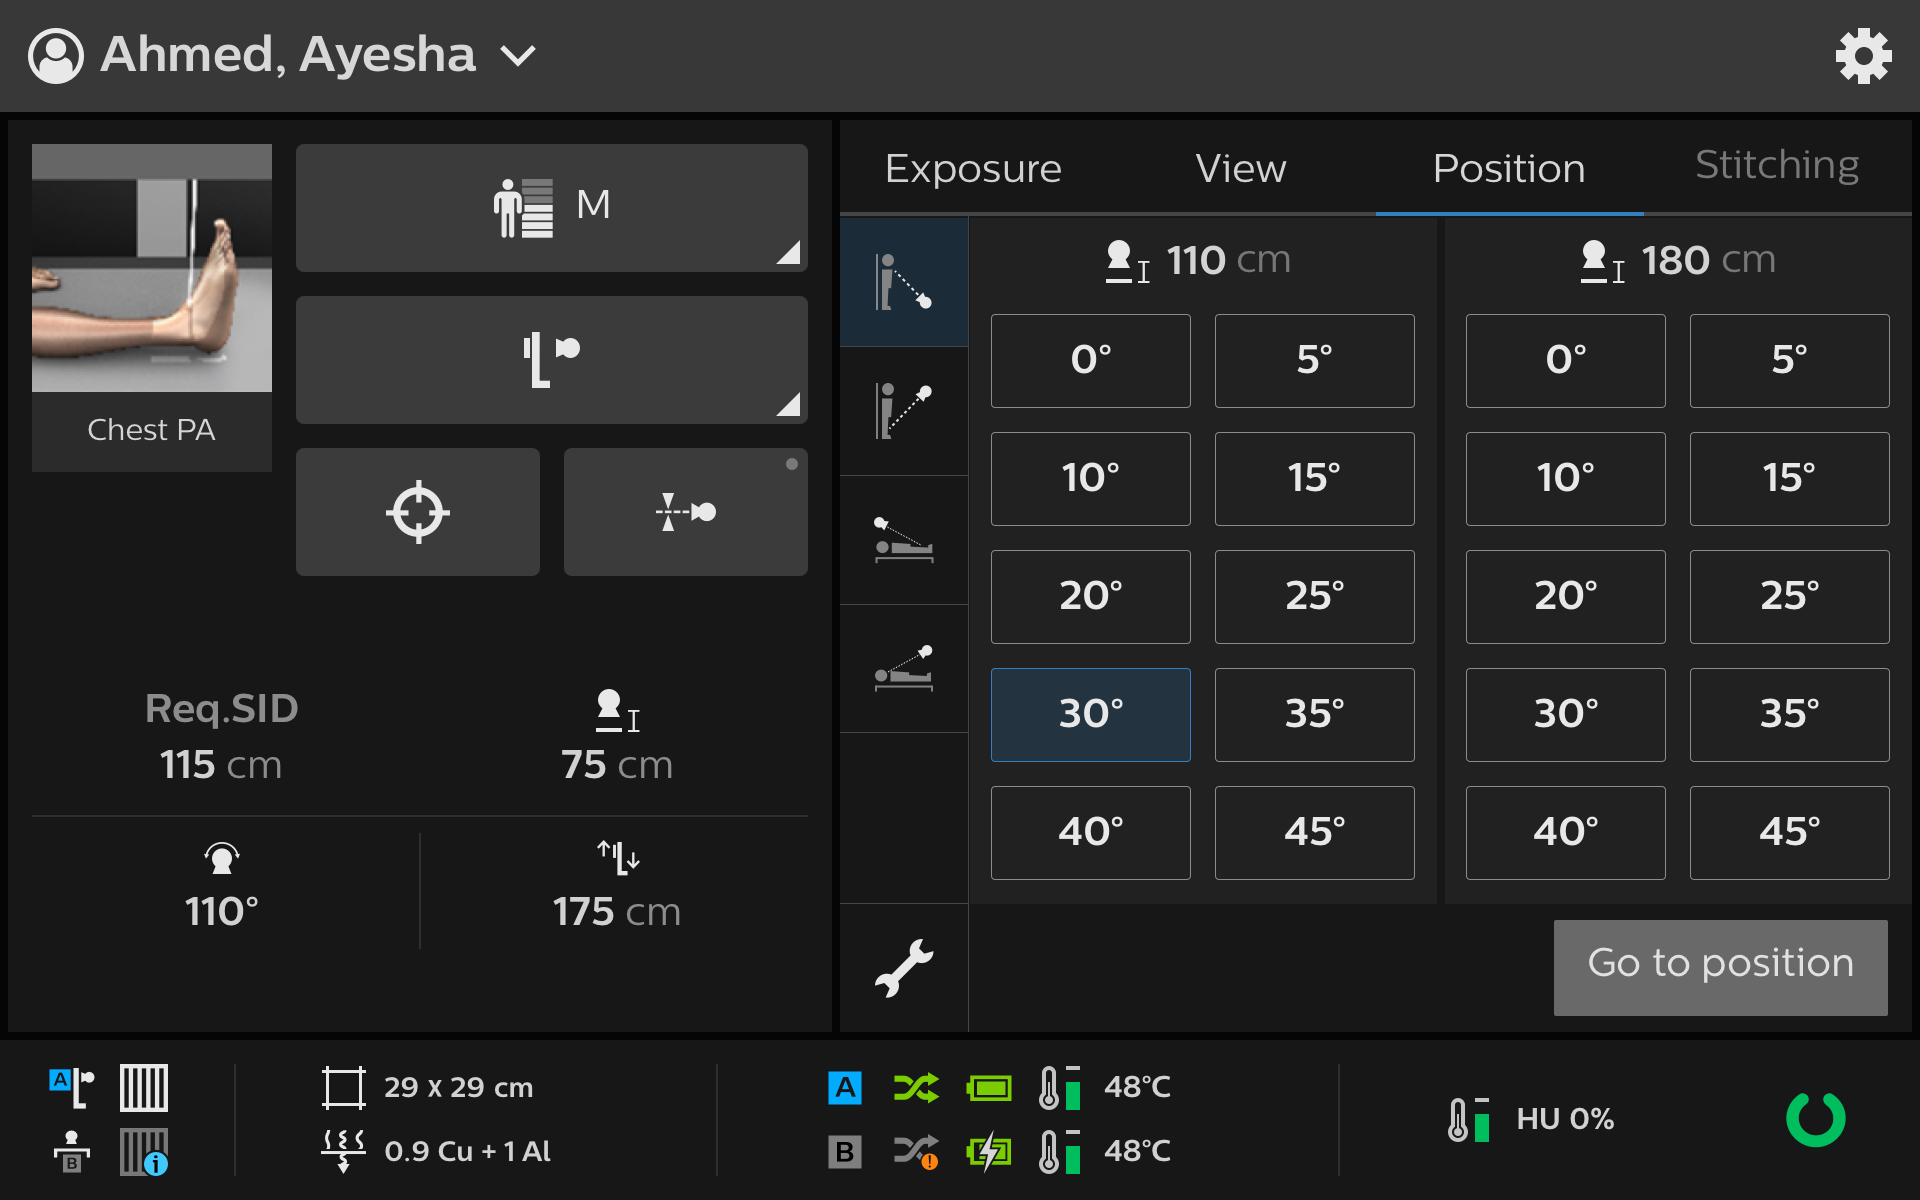 Ahmed, Ayesha
Chest PA
M
Req.SID
115 cm
75 cm
110°
175 cm
Exposure
View
Position
Stitching
110 cm
0° 5°
10° 15°
20° 25°
30° 35°
40° 45°
180 cm
0° 5°
10° 15°
20° 25°
30° 35°
40° 45°
Go to position
A
B
i
29 x 29 cm
0.9 Cu + 1 Al
A 48°C
B ! 48°C
HU 0%